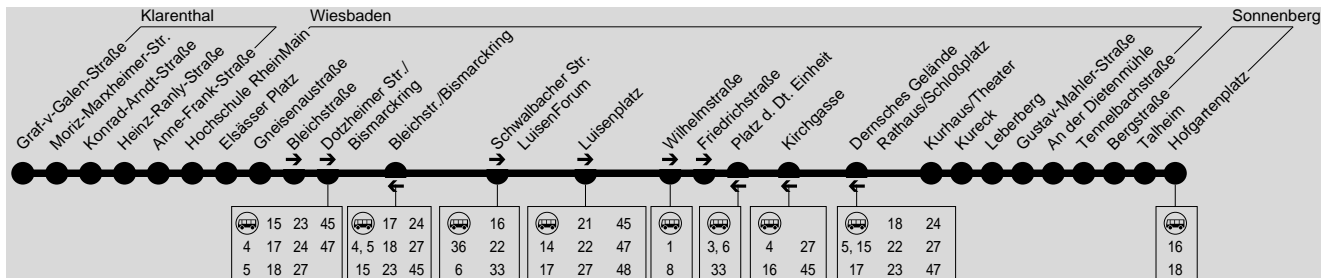 Klarenthal
Wiesbaden
Sonnenberg
Graf-v-Galen-Straße
Moriz-Marxheimer-Str.
Konrad-Arndt-Straße
Heinz-Ranly-Straße
Anne-Frank-Straße
Hochschule RheinMain
Elsässer Platz
Gneisenaustraße
Bleichstraße
Dotzheimer Str./
Bismarckring
Bleichstr./Bismarckring
Schwalbacher Str.
LuisenForum
Luisenplatz
Wilhelmstraße
Friedrichstraße
Platz d. Dt. Einheit
Kirchgasse
Dernsches Gelände
Rathaus/Schloßplatz
Kurhaus/Theater
Kureck
Leberberg
Gustav-Mahler-Straße
An der Dietenmühle
Tennelbachstraße
Bergstraße
Talheim
Hofgartenplatz
15 23 45
4 17 24 47
5 18 27
17 24
4, 5 18 27
15 23 45
16
36 22
6 33
21 45
14 22 47
17 27 48
1
8
3, 6
33
4 27
16 45
18 24
5, 15 22 27
17 23 47
16
18